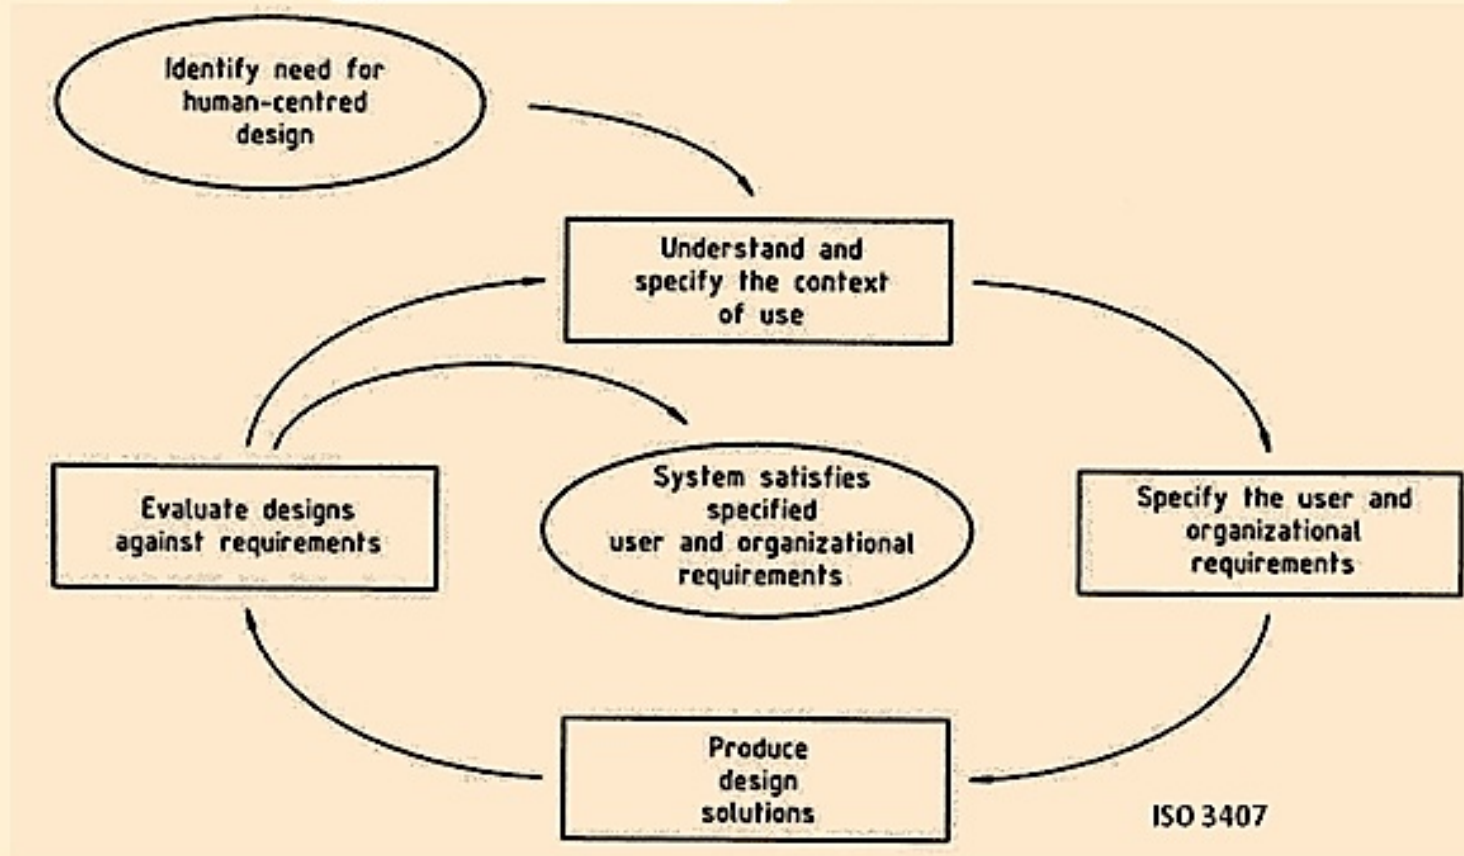 Identify need for
human-centred
design
Understand and
specify the context
of use
Evaluate designs
against requirements
System satisfies
specified
user and organizational
requirements
Specify the user and
organizational
requirements
Produce
design
solutions
ISO 3407